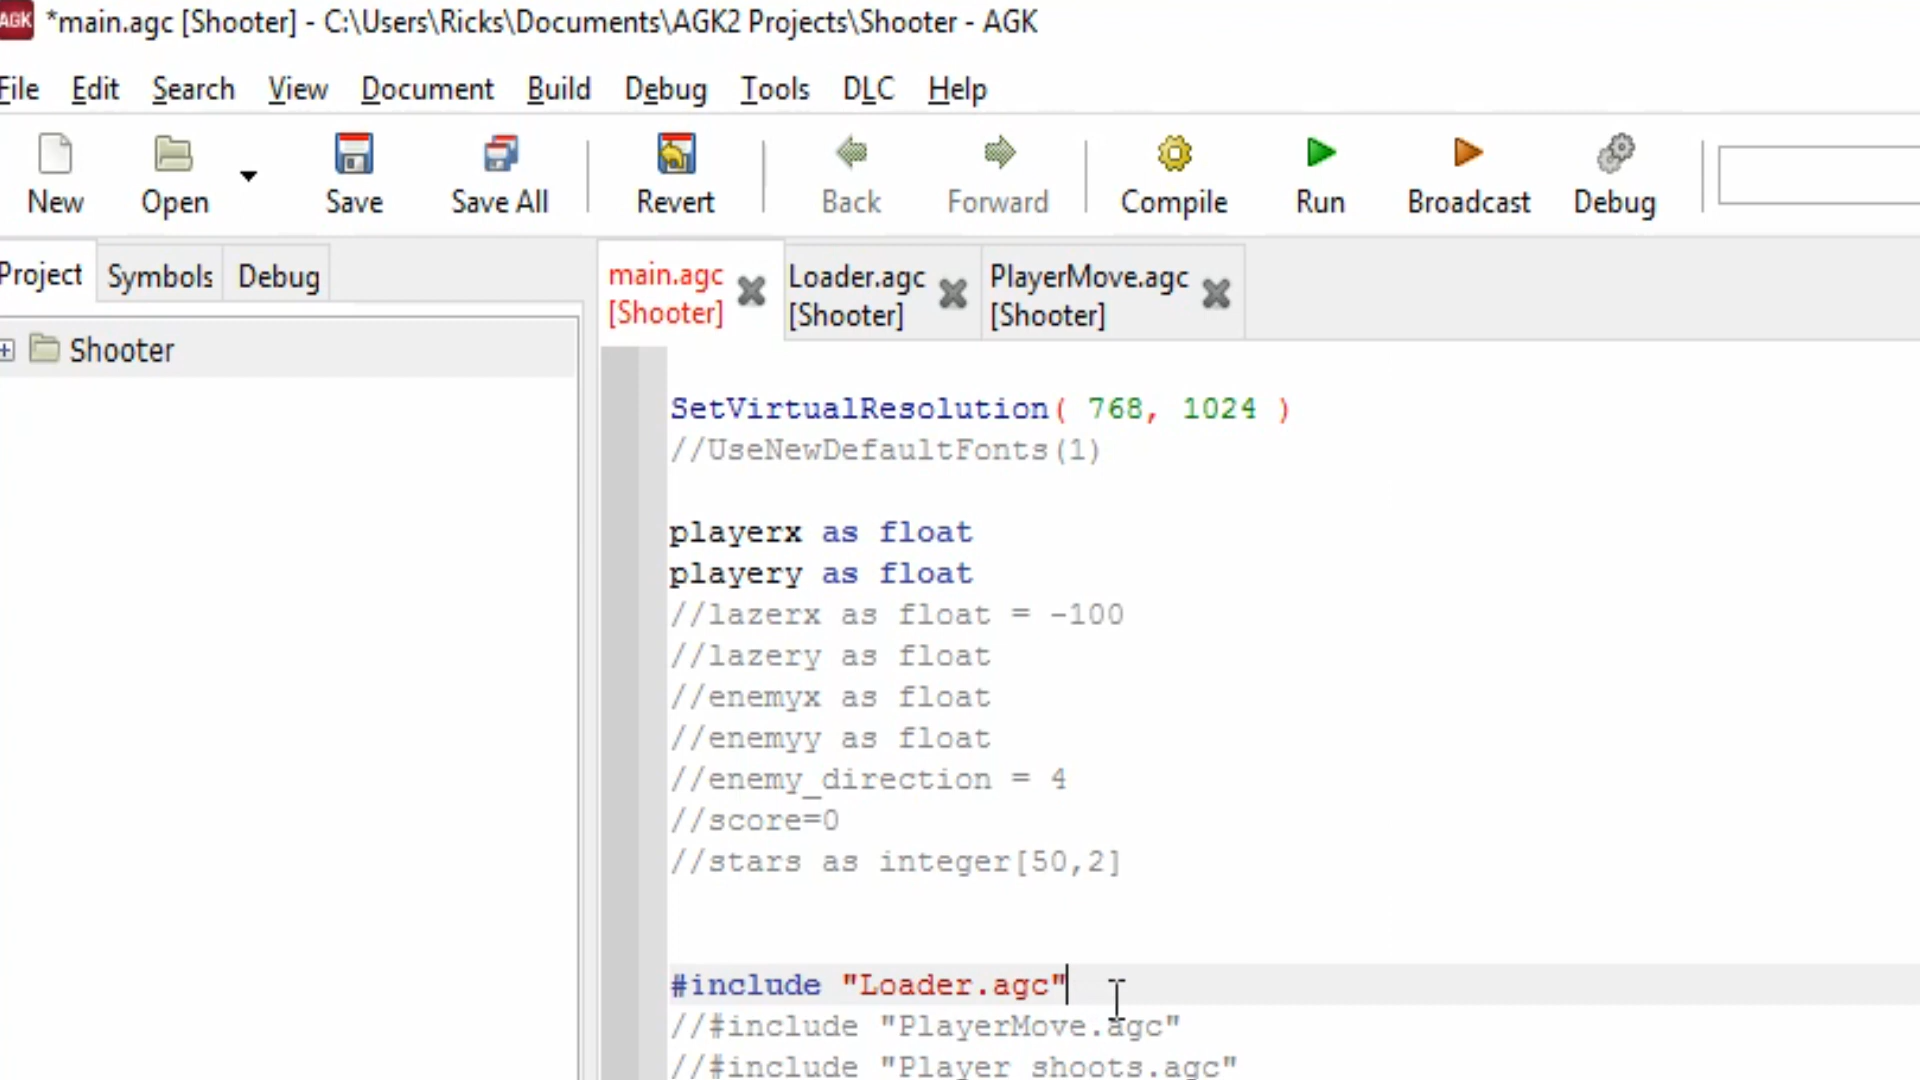 AGK *main.agc [Shooter] - C:\Users\Ricks\Documents\AGK2 Projects\Shooter - AGK
File Edit Search View Document Build Debug Tools DLC Help
New Open Save Save All Revert Back Forward Compile Run Broadcast Debug
Project Symbols Debug
main.agc [Shooter]
Loader.agc [Shooter]
PlayerMove.agc [Shooter]
Shooter
SetVirtualResolution( 768, 1024 )
//UseNewDefaultFonts(1)
playerx as float
playery as float
//lazerx as float = -100
//lazery as float
//enemyx as float
//enemyy as float
//enemy_direction = 4
//score=0
//stars as integer[50,2]
#include "Loader.agc"
//#include "PlayerMove.agc"
//#include "Player shoots.agc"